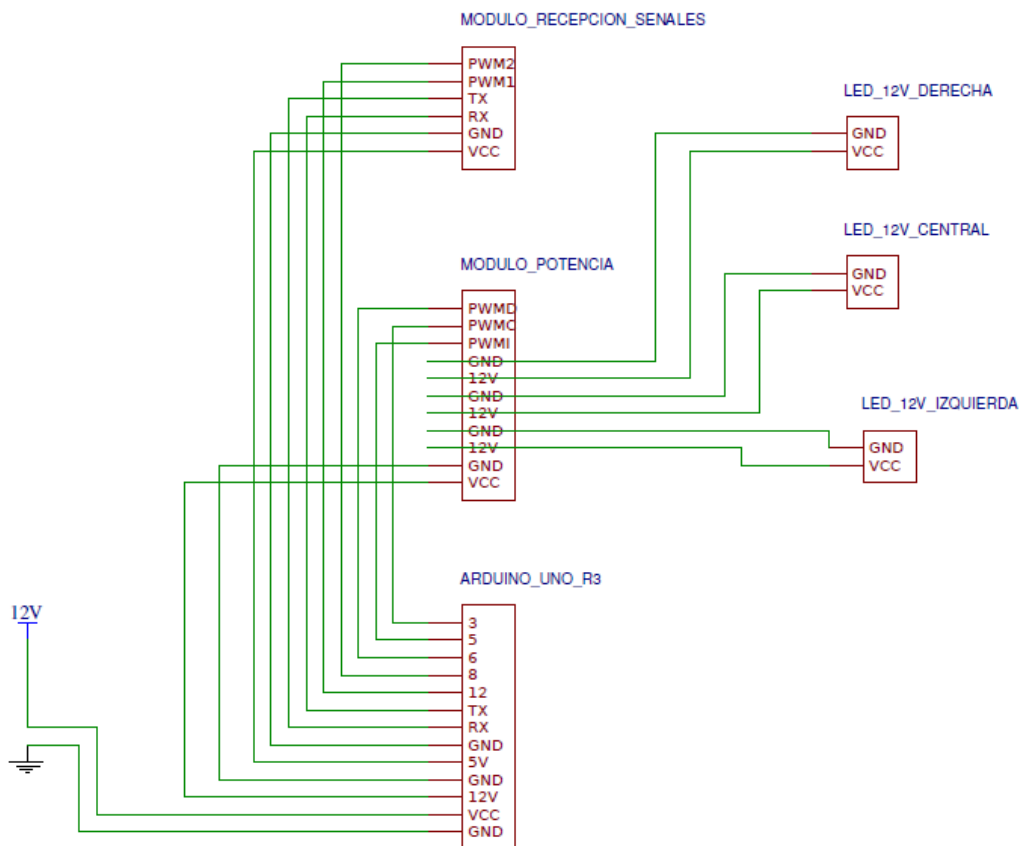 MODULO_RECEPCION_SENALES
PWM2
PWM1
TX
RX
GND
VCC
LED_12V_DERECHA
GND
VCC
LED_12V_CENTRAL
GND
VCC
MODULO_POTENCIA
PWMD
PWMC
PWMI
GND
12V
GND
12V
GND
12V
GND
VCC
LED_12V_IZQUIERDA
GND
VCC
ARDUINO_UNO_R3
3
5
6
8
12
TX
RX
GND
5V
GND
12V
VCC
GND
12V